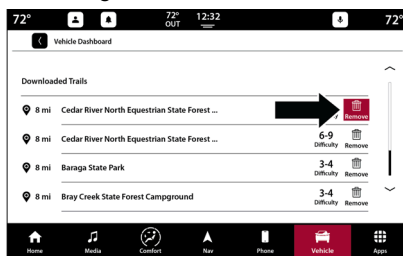 72°
72°
OUT
12:32
72°
Vehicle Dashboard
Downloaded Trails
8 mi Cedar River North Equestrian State Forest ... Remove
8 mi Cedar River North Equestrian State Forest ... 6-9 Difficulty Remove
8 mi Baraga State Park 3-4 Difficulty Remove
8 mi Bray Creek State Forest Campground 3-4 Difficulty Remove
Home Media Comfort Nav Phone Vehicle Apps